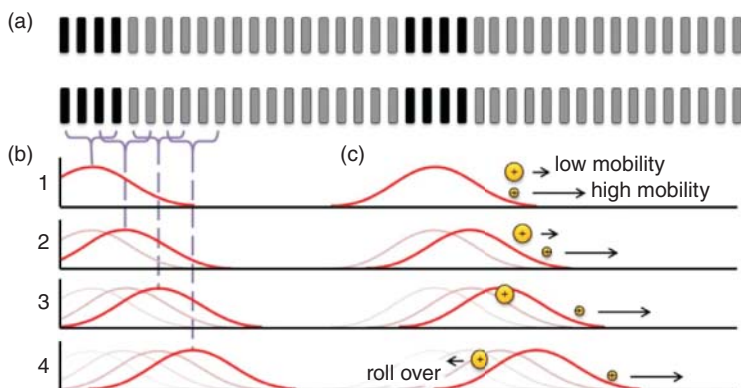 (a)
(b)
(c)
1
+ low mobility
+ high mobility
2
+
+
3
+
+
4
roll over
+
+